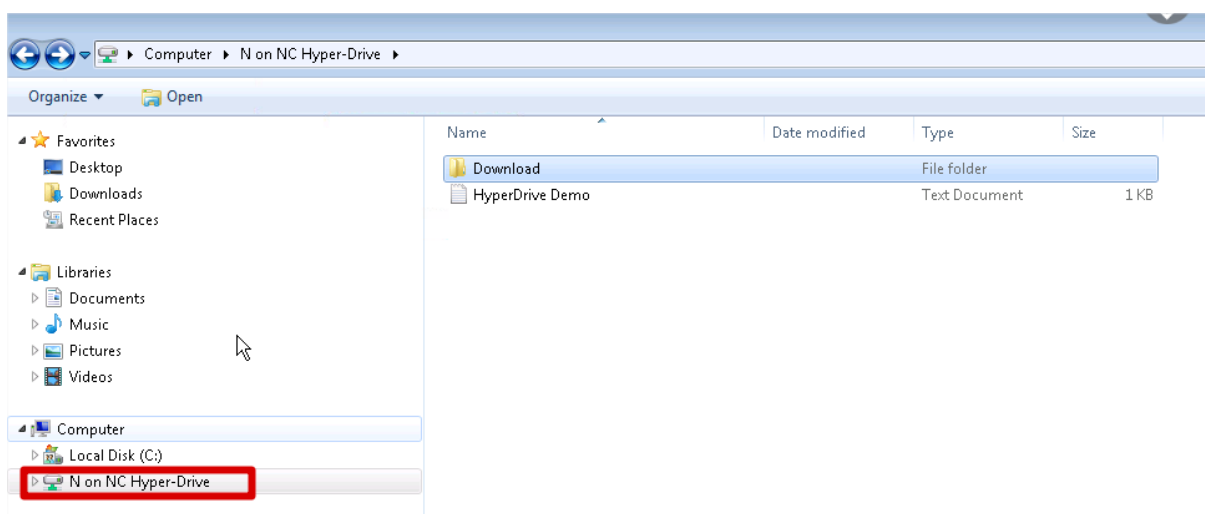 Computer N on NC Hyper-Drive
Organize Open
Favorites
Desktop
Downloads
Recent Places
Libraries
Documents
Music
Pictures
Videos
Computer
Local Disk (C:)
N on NC Hyper-Drive
Name Date modified Type Size
Download File folder
HyperDrive Demo Text Document 1 KB